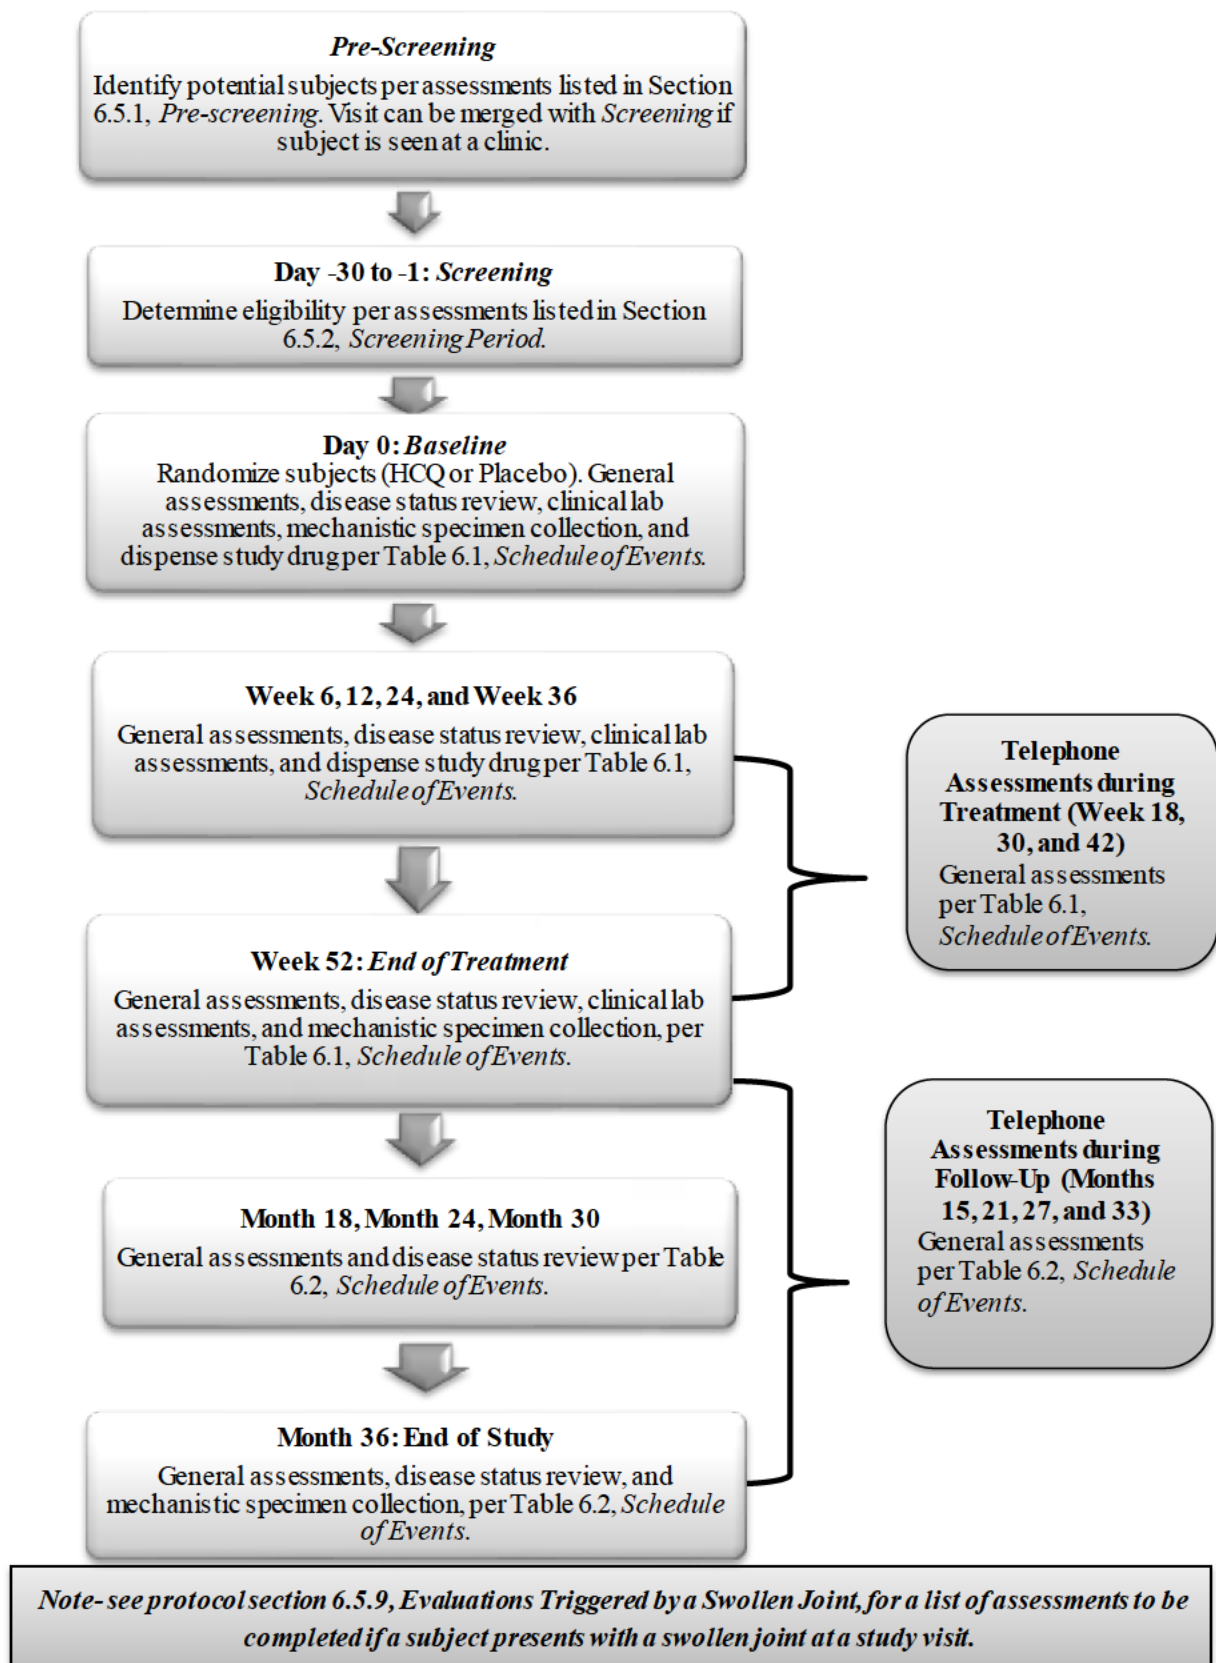 Pre-Screening
Identify potential subjects per assessments listed in Section
6.5.1, Pre-screening. Visit can be merged with Screening if
subject is seen at a clinic.
Day -30 to -1: Screening
Determine eligibility per assessments listed in Section
6.5.2, Screening Period.
Day 0: Baseline
Randomize subjects (HCQ or Placebo). General
assessments, disease status review, clinical lab
assessments, mechanistic specimen collection, and
dispense study drug per Table 6.1, Schedule of Events.
Week 6, 12, 24, and Week 36
General assessments, disease status review, clinical lab
assessments, and dispense study drug per Table 6.1,
Schedule of Events.
Telephone
Assessments during
Treatment (Week 18,
30, and 42)
General assessments
per Table 6.1,
Schedule of Events.
Week 52: End of Treatment
General assessments, disease status review, clinical lab
assessments, and mechanistic specimen collection, per
Table 6.1, Schedule of Events.
Telephone
Assessments during
Follow-Up (Months
15, 21, 27, and 33)
General assessments
per Table 6.2, Schedule
of Events.
Month 18, Month 24, Month 30
General assessments and disease status review per Table
6.2, Schedule of Events.
Month 36: End of Study
General assessments, disease status review, and
mechanistic specimen collection, per Table 6.2, Schedule
of Events.
Note- see protocol section 6.5.9, Evaluations Triggered by a Swollen Joint, for a list of assessments to be
completed if a subject presents with a swollen joint at a study visit.